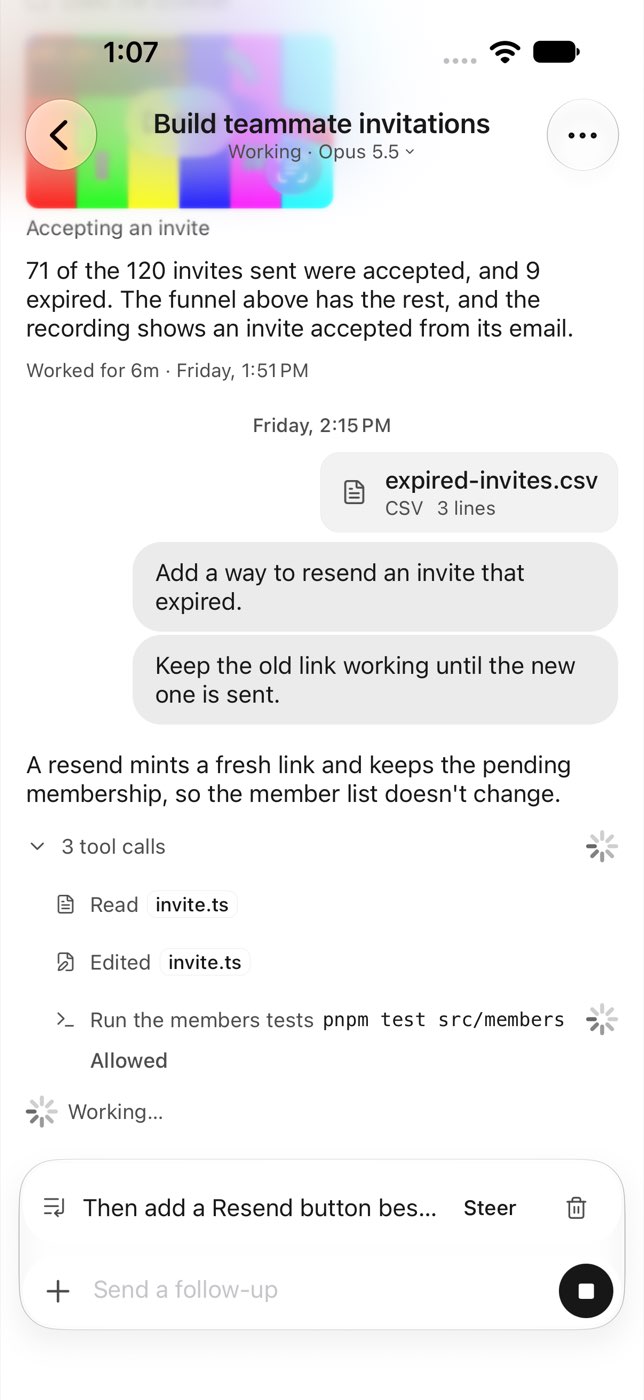 1:07
Build teammate invitations
Working · Opus 5.5
Accepting an invite
71 of the 120 invites sent were accepted, and 9
expired. The funnel above has the rest, and the
recording shows an invite accepted from its email.
Worked for 6m · Friday, 1:51 PM
Friday, 2:15 PM
expired-invites.csv
CSV 3 lines
Add a way to resend an invite that
expired.
Keep the old link working until the new
one is sent.
A resend mints a fresh link and keeps the pending
membership, so the member list doesn't change.
3 tool calls
Read invite.ts
Edited invite.ts
Run the members tests pnpm test src/members
Allowed
Working...
Then add a Resend button bes... Steer
Send a follow-up